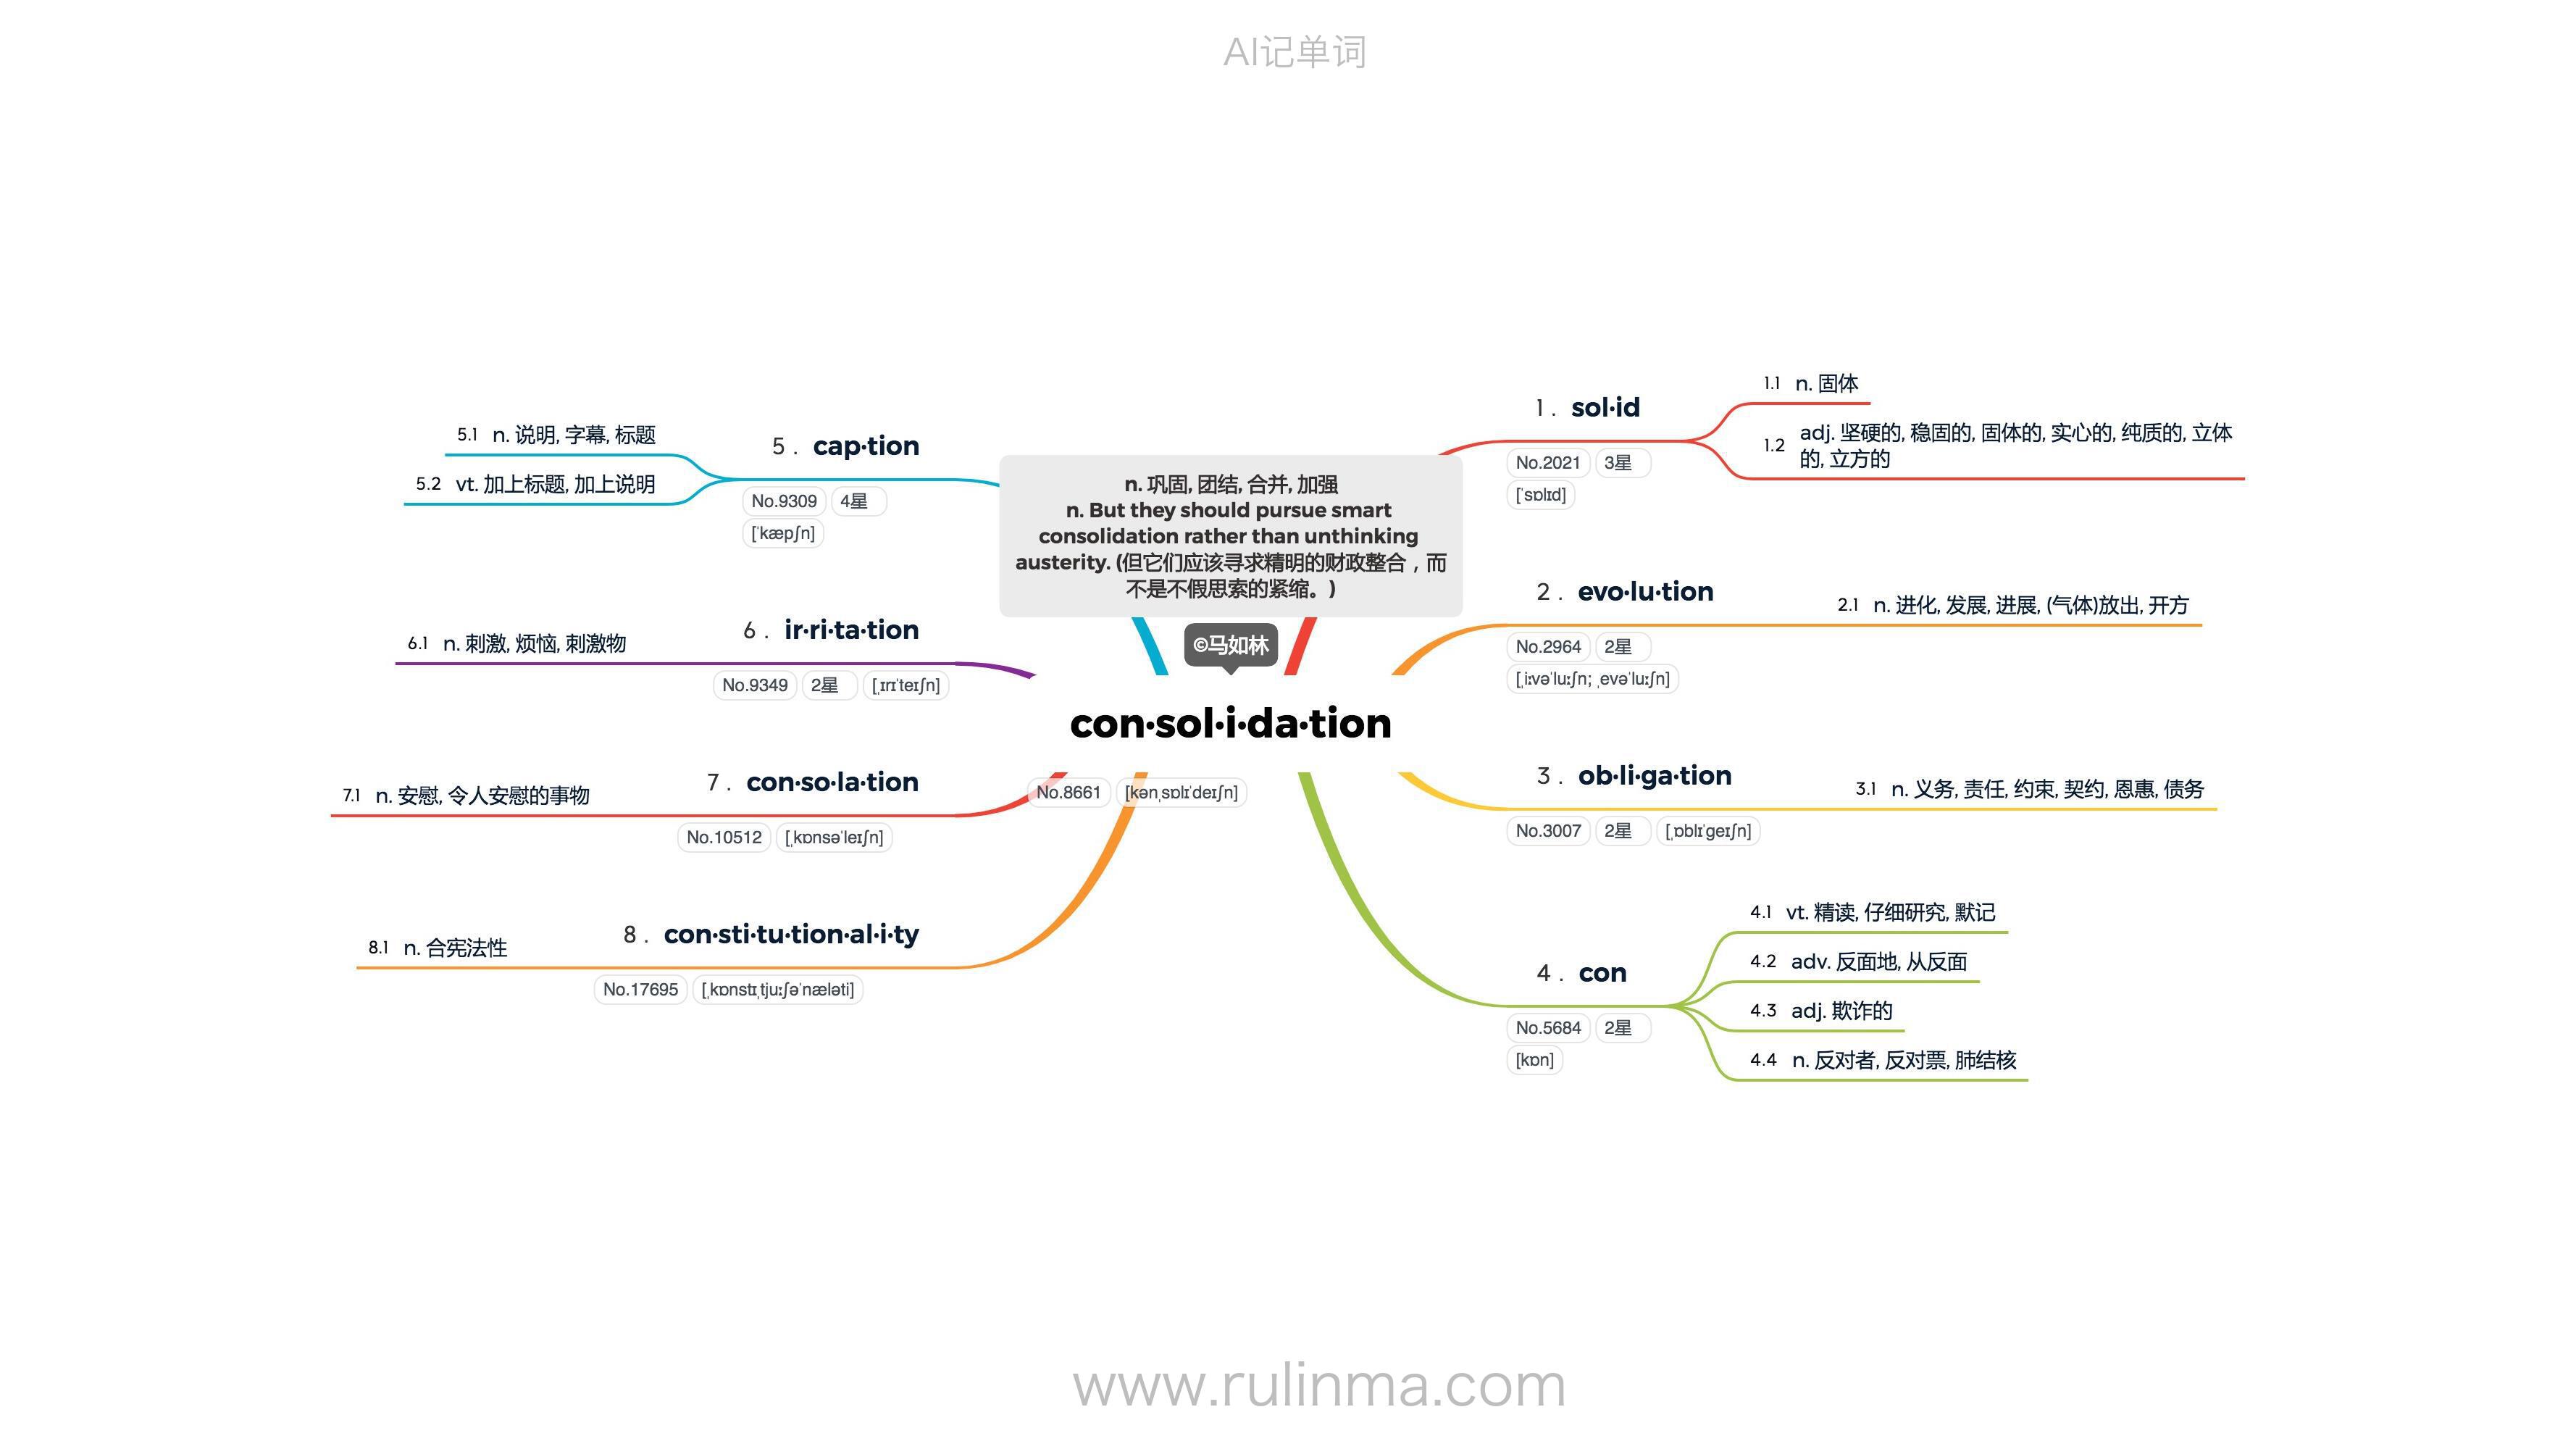 AI记单词
n. 巩固, 团结, 合并, 加强
n. But they should pursue smart
consolidation rather than unthinking
austerity. (但它们应该寻求精明的财政整合，而
不是不假思索的紧缩。)
©马如林
con·sol·i·da·tion
No.8661 [kənˌsɒlɪˈdeɪʃn]
1 . sol·id
No.2021 3星
[ˈsɒlɪd]
1.1 n. 固体
1.2 adj. 坚硬的, 稳固的, 固体的, 实心的, 纯质的, 立体
的, 立方的
2 . evo·lu·tion
No.2964 2星
[ˌiːvəˈluːʃn; ˌevəˈluːʃn]
2.1 n. 进化, 发展, 进展, (气体)放出, 开方
3 . ob·li·ga·tion
No.3007 2星 [ˌɒblɪˈɡeɪʃn]
3.1 n. 义务, 责任, 约束, 契约, 恩惠, 债务
4 . con
No.5684 2星
[kɒn]
4.1 vt. 精读, 仔细研究, 默记
4.2 adv. 反面地, 从反面
4.3 adj. 欺诈的
4.4 n. 反对者, 反对票, 肺结核
5 . cap·tion
No.9309 4星
[ˈkæpʃn]
5.1 n. 说明, 字幕, 标题
5.2 vt. 加上标题, 加上说明
6 . ir·ri·ta·tion
No.9349 2星 [ˌɪrɪˈteɪʃn]
6.1 n. 刺激, 烦恼, 刺激物
7 . con·so·la·tion
No.10512 [ˌkɒnsəˈleɪʃn]
7.1 n. 安慰, 令人安慰的事物
8 . con·sti·tu·tion·al·i·ty
No.17695 [ˌkɒnstɪˌtjuːʃəˈnæləti]
8.1 n. 合宪法性
www.rulinma.com